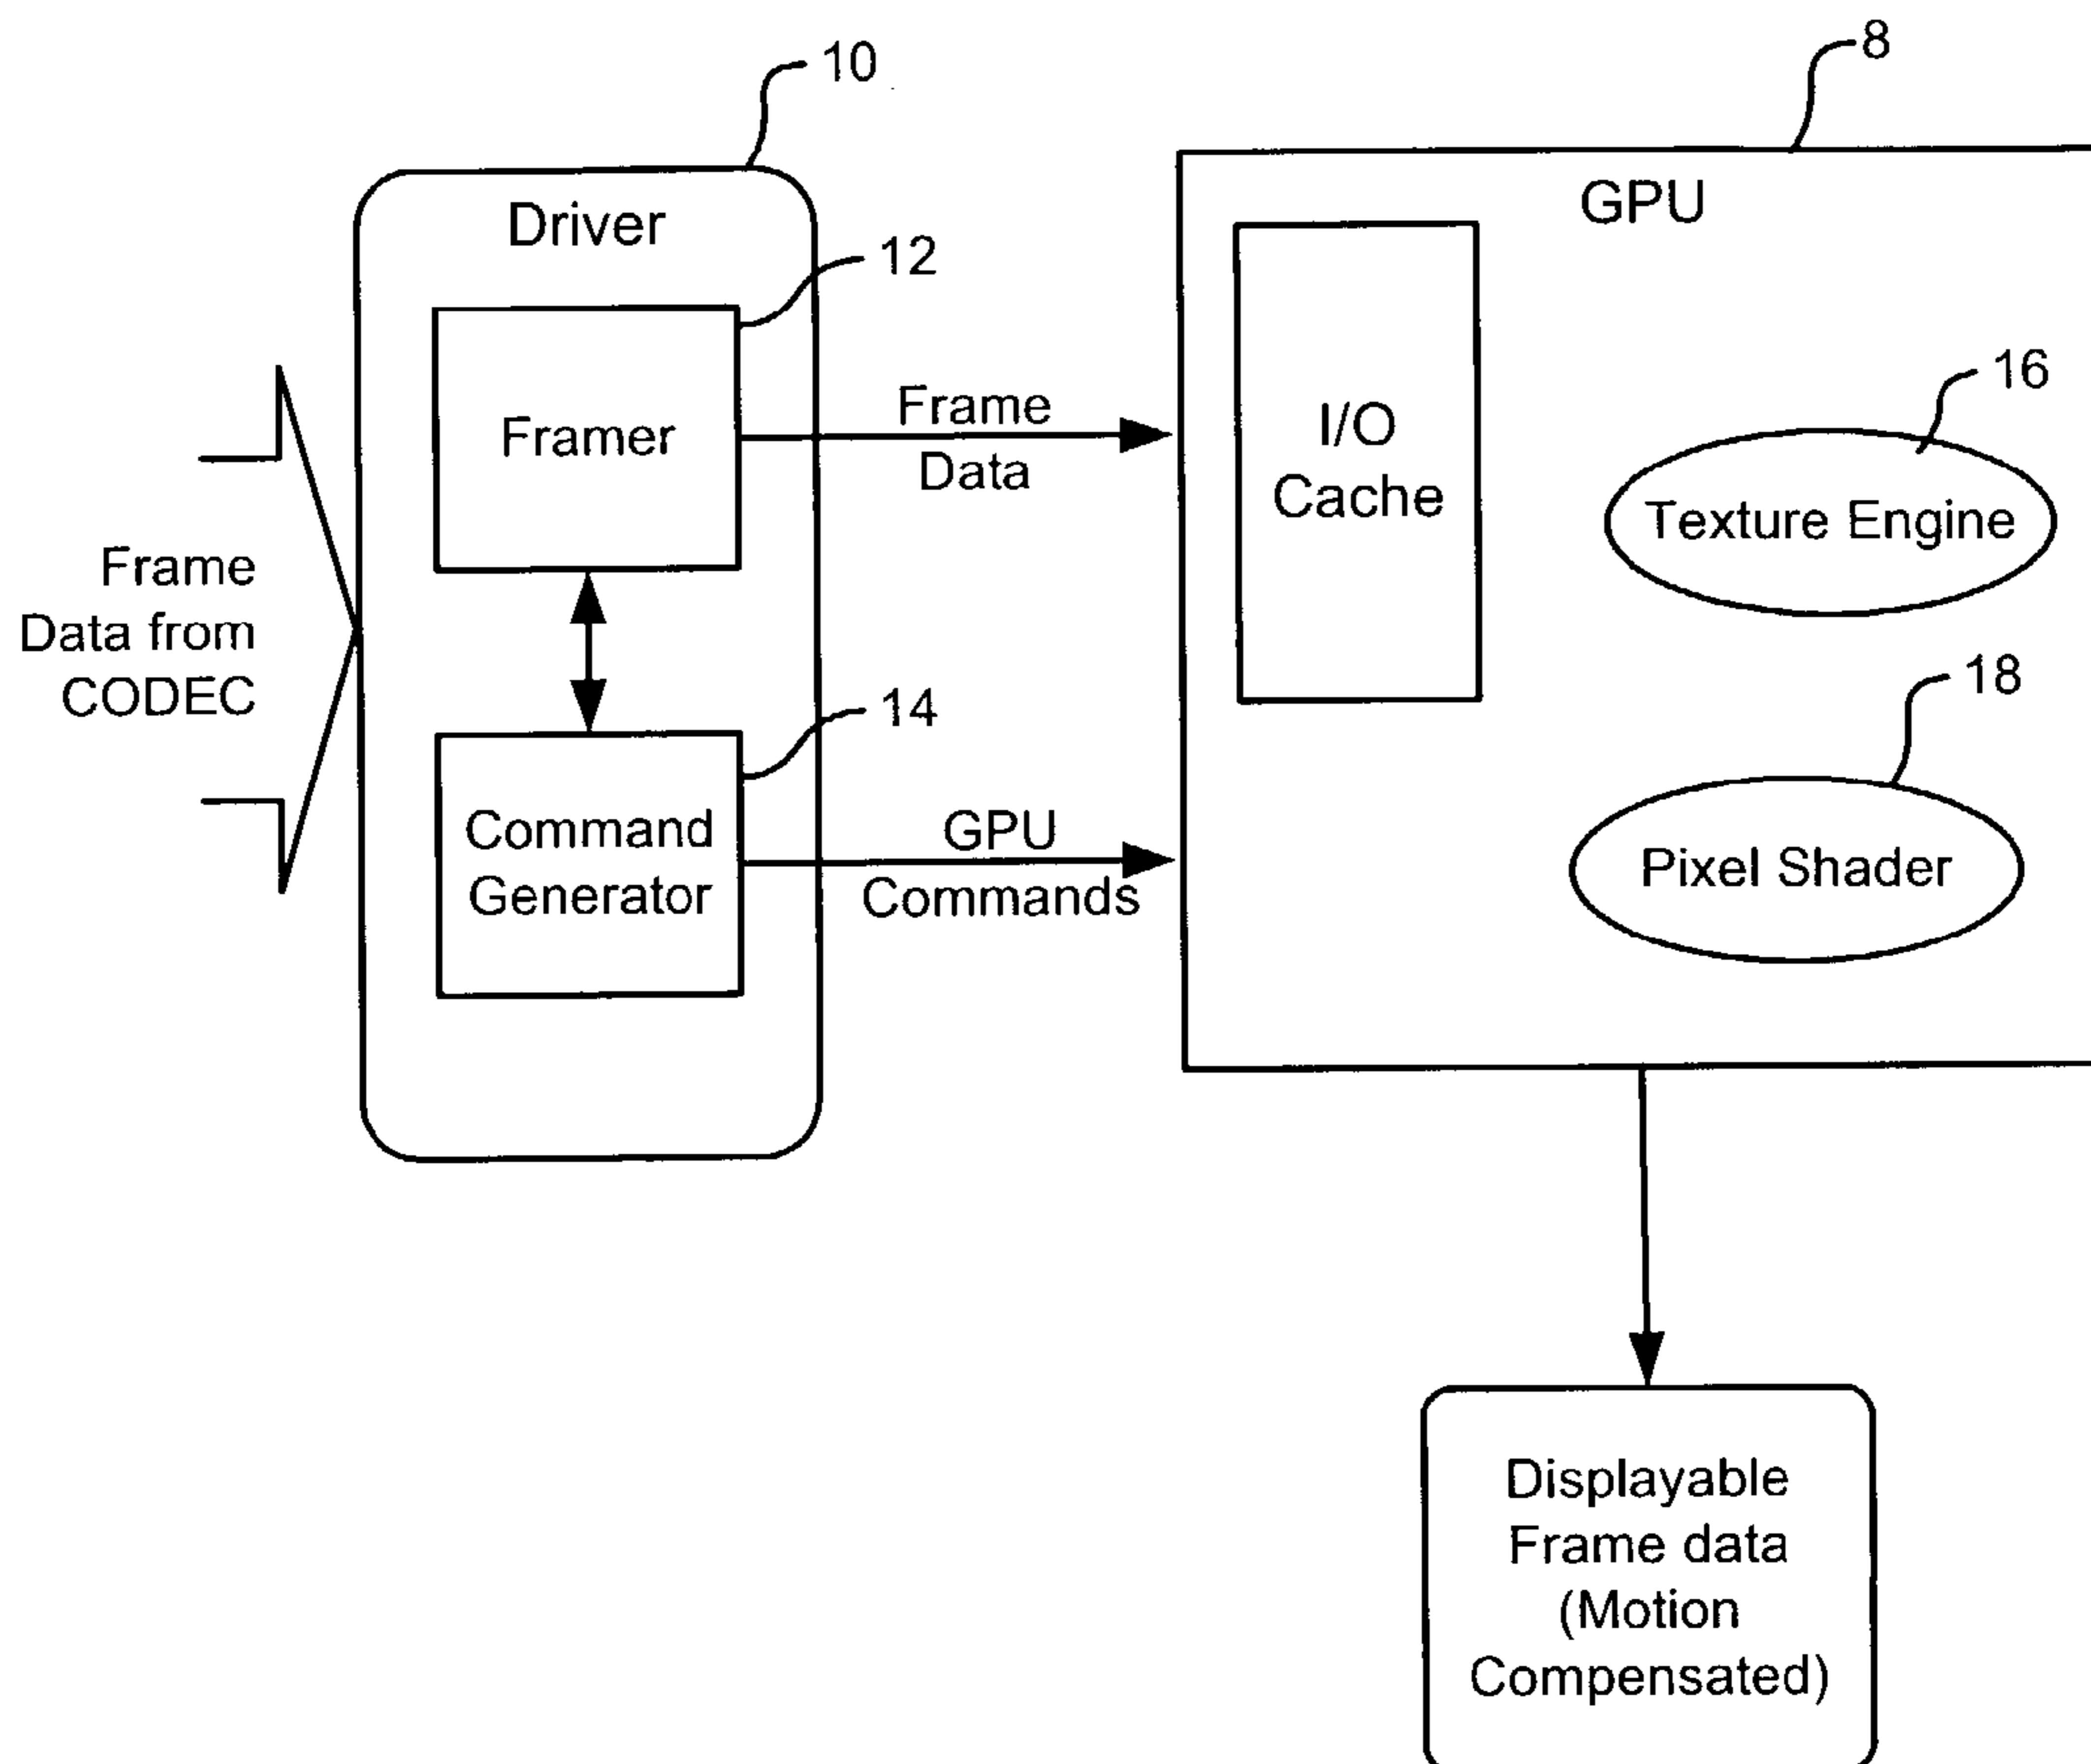 10
8
Driver
GPU
12
Framer
Frame
Data
I/O
Cache
16
Texture Engine
Frame
Data from
CODEC
14
Command
Generator
GPU
Commands
18
Pixel Shader
Displayable
Frame data
(Motion
Compensated)